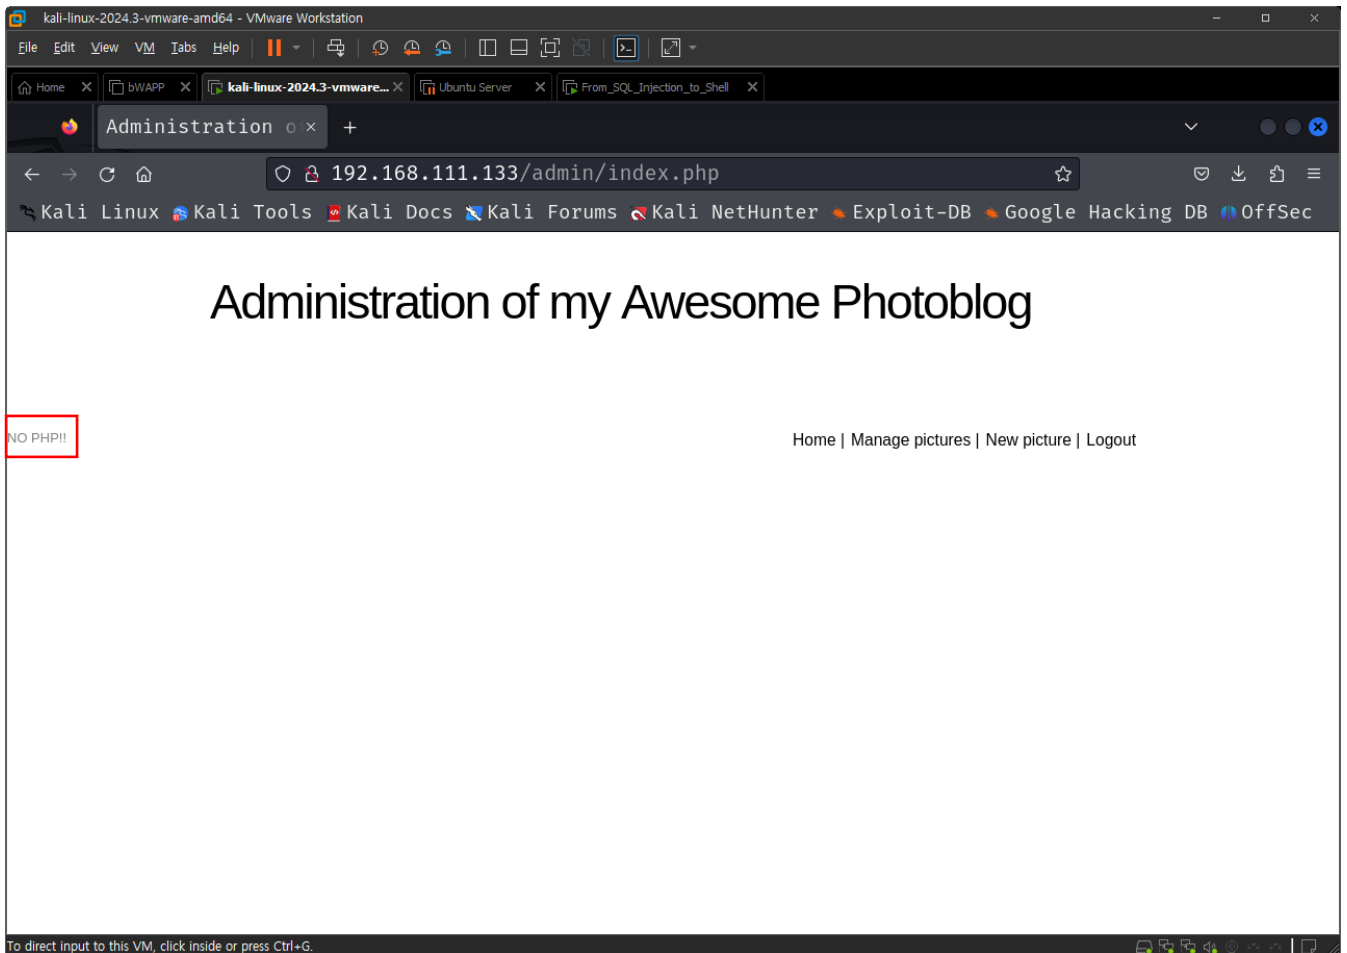 kali-linux-2024.3-vmware-amd64 - VMware Workstation
File Edit View VM Tabs Help
Home bWAPP kali-linux-2024.3-vmware... Ubuntu Server From_SQL_Injection_to_Shell
Administration o
192.168.111.133/admin/index.php
Kali Linux Kali Tools Kali Docs Kali Forums Kali NetHunter Exploit-DB Google Hacking DB OffSec
Administration of my Awesome Photoblog
NO PHP!!
Home | Manage pictures | New picture | Logout
To direct input to this VM, click inside or press Ctrl+G.